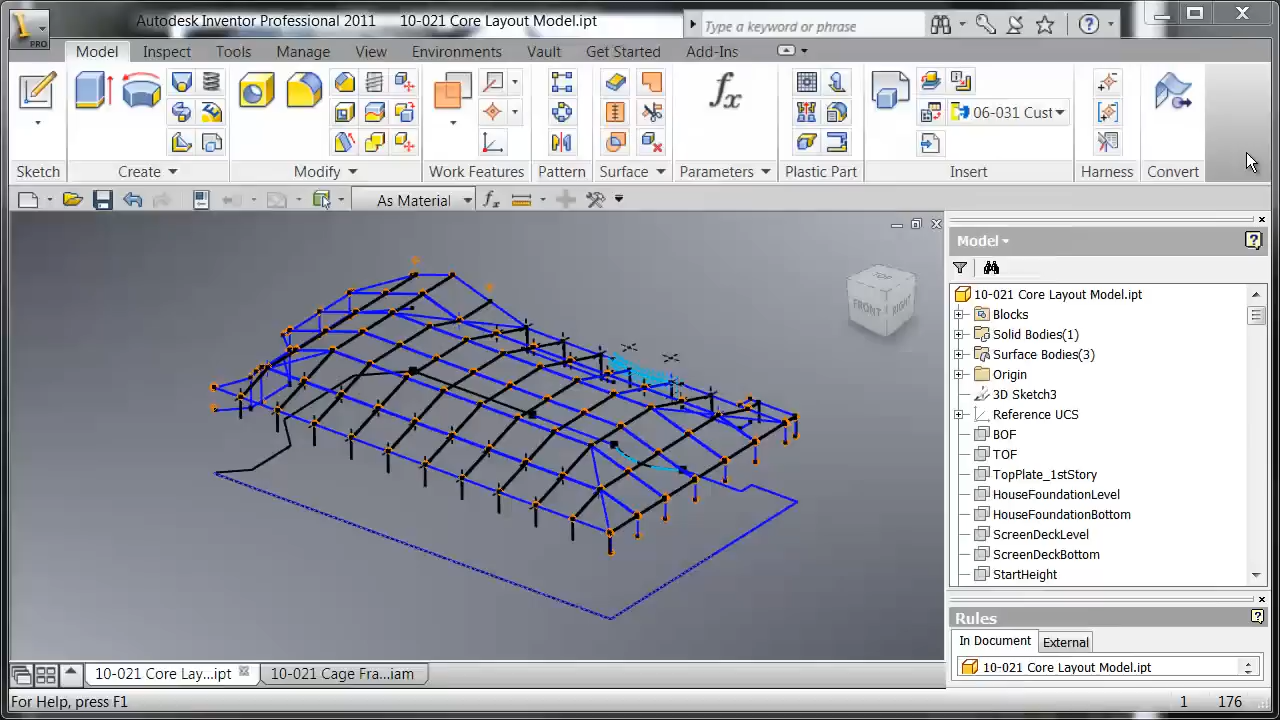 Autodesk Inventor Professional 2011 10-021 Core Layout Model.ipt
Type a keyword or phrase
PRO
Model Inspect Tools Manage View Environments Vault Get Started Add-Ins
fx
06-031 Cust
Sketch Create Modify Work Features Pattern Surface Parameters Plastic Part Insert Harness Convert
As Material
fx
Model
TOP
FRONT
RIGHT
10-021 Core Layout Model.ipt
Blocks
Solid Bodies(1)
Surface Bodies(3)
Origin
3D Sketch3
Reference UCS
BOF
TOF
TopPlate_1stStory
HouseFoundationLevel
HouseFoundationBottom
ScreenDeckLevel
ScreenDeckBottom
StartHeight
Rules
In Document External
10-021 Core Layout Model.ipt
10-021 Core Lay...ipt 10-021 Cage Fra...iam
For Help, press F1
1 176